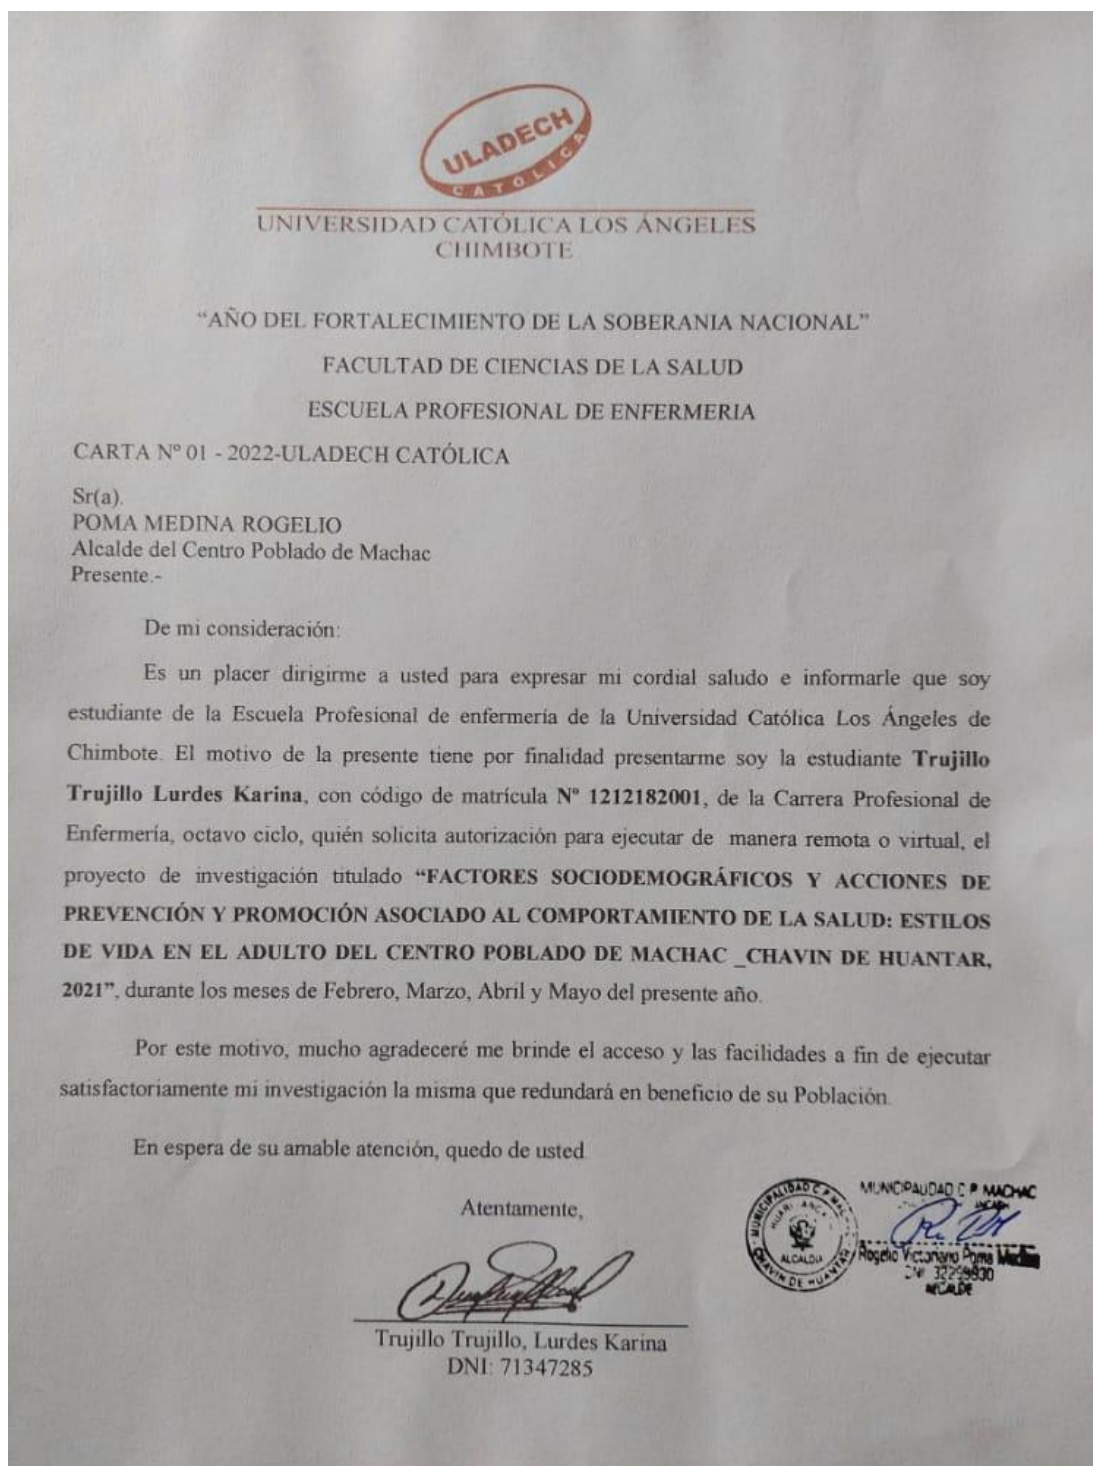 ULADECH
CATÓLICA
UNIVERSIDAD CATÓLICA LOS ÁNGELES
CHIMBOTE
“AÑO DEL FORTALECIMIENTO DE LA SOBERANIA NACIONAL”
FACULTAD DE CIENCIAS DE LA SALUD
ESCUELA PROFESIONAL DE ENFERMERIA
CARTA Nº 01 - 2022-ULADECH CATÓLICA
Sr(a).
POMA MEDINA ROGELIO
Alcalde del Centro Poblado de Machac
Presente.-
De mi consideración:
Es un placer dirigirme a usted para expresar mi cordial saludo e informarle que soy
estudiante de la Escuela Profesional de enfermería de la Universidad Católica Los Ángeles de
Chimbote. El motivo de la presente tiene por finalidad presentarme soy la estudiante Trujillo
Trujillo Lurdes Karina, con código de matrícula Nº 1212182001, de la Carrera Profesional de
Enfermería, octavo ciclo, quién solicita autorización para ejecutar de manera remota o virtual, el
proyecto de investigación titulado “FACTORES SOCIODEMOGRÁFICOS Y ACCIONES DE
PREVENCIÓN Y PROMOCIÓN ASOCIADO AL COMPORTAMIENTO DE LA SALUD: ESTILOS
DE VIDA EN EL ADULTO DEL CENTRO POBLADO DE MACHAC _CHAVIN DE HUANTAR,
2021”, durante los meses de Febrero, Marzo, Abril y Mayo del presente año.
Por este motivo, mucho agradeceré me brinde el acceso y las facilidades a fin de ejecutar
satisfactoriamente mi investigación la misma que redundará en beneficio de su Población.
En espera de su amable atención, quedo de usted.
Atentamente,
Trujillo Trujillo, Lurdes Karina
DNI: 71347285
MUNICIPALIDAD C.P. MACHAC
ALCALDIA
CHAVIN DE HUANTAR
MUNICIPALIDAD C P MACHAC
ANCASH
Rogelio Victoriano Poma Medina
DNI 32299930
ALCALDE